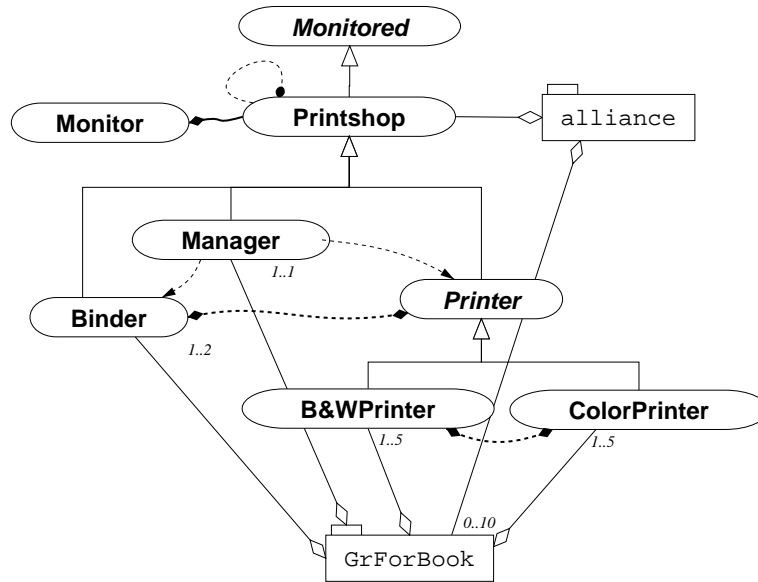 Monitored
Monitor
Printshop
alliance
Manager
1..1
Binder
Printer
1..2
B&WPrinter
ColorPrinter
1..5
1..5
0..10
GrForBook